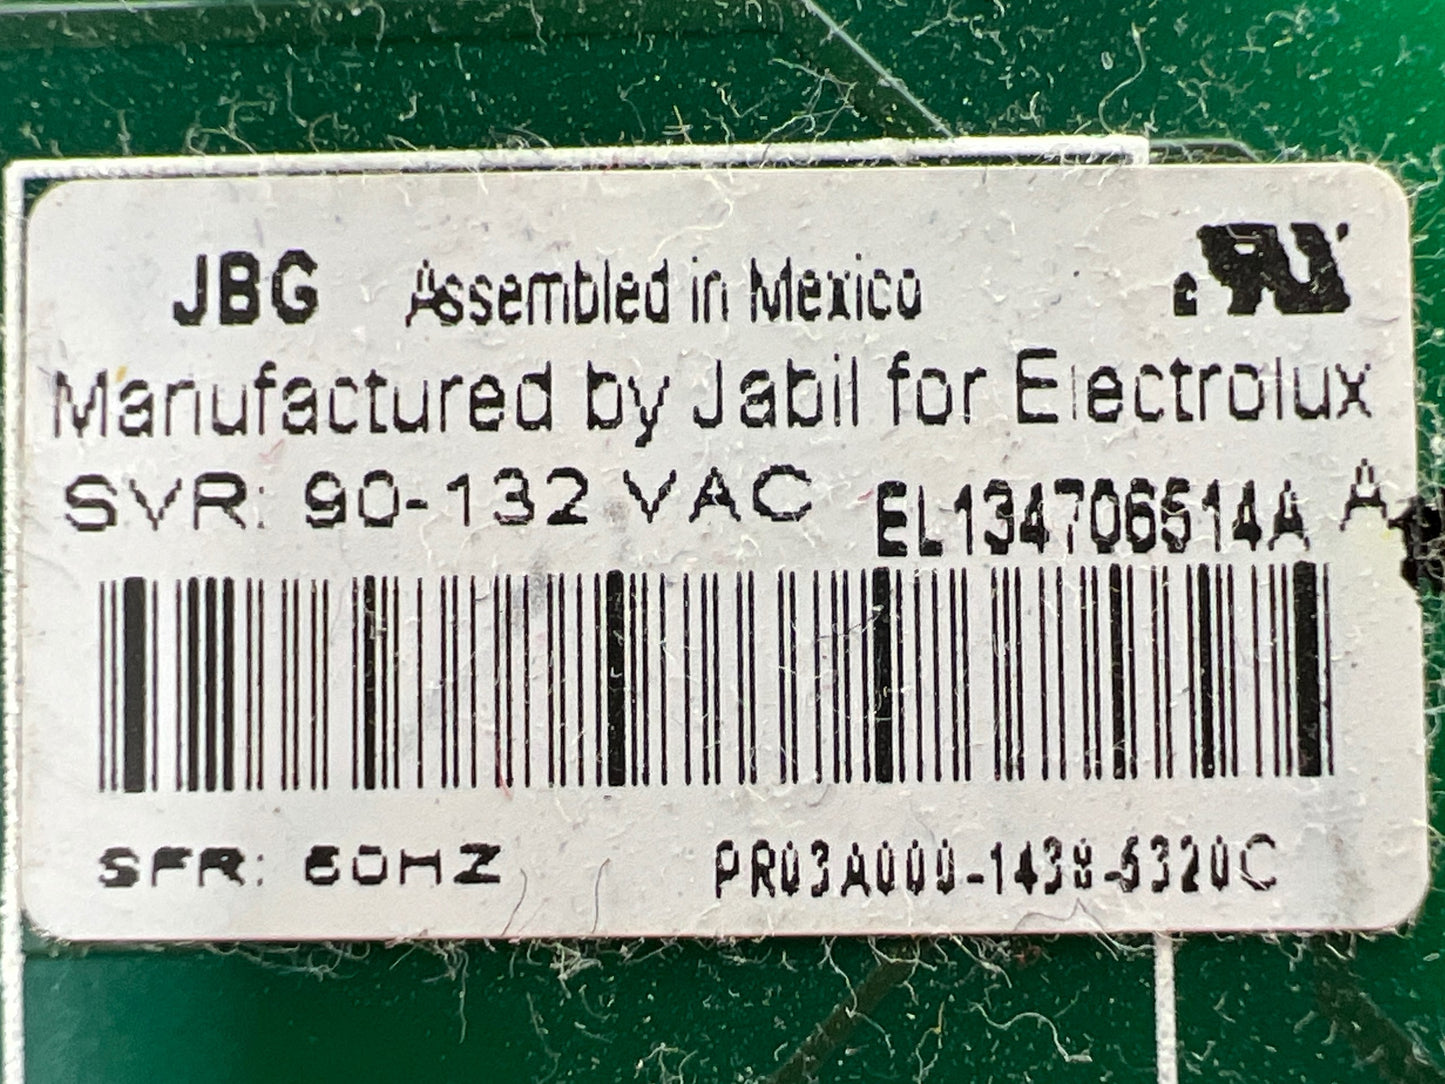 JBG Assembled in Mexico
Manufactured by Jabil for Electrolux
SVR: 90-132 VAC EL134706514A A
SFR: 60HZ PR03A000-1438-5320C